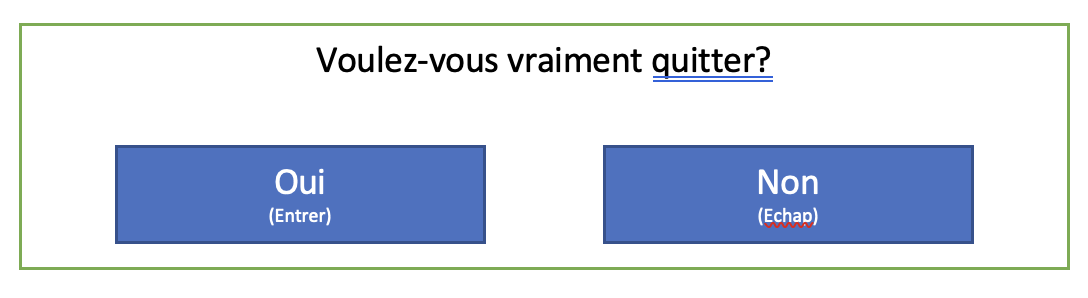 Voulez-vous vraiment quitter?
Oui
(Entrer)
Non
(Echap)